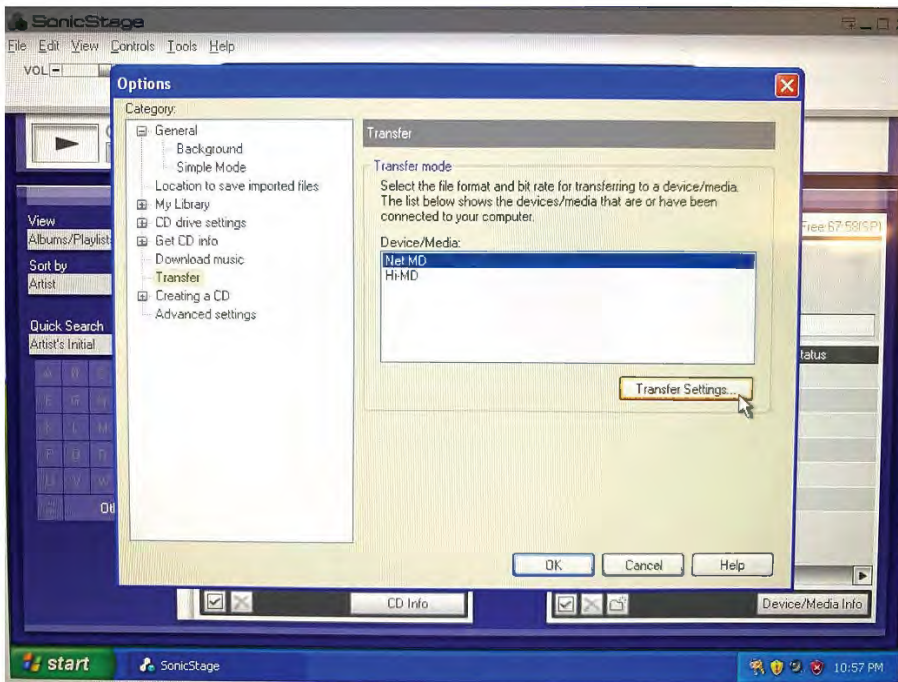 SonicStage
File Edit View Controls Tools Help
VOL
Options
Category:
General
Background
Simple Mode
Location to save imported files
My Library
CD drive settings
Get CD info
Download music
Transfer
Creating a CD
Advanced settings
Transfer
Transfer mode
Select the file format and bit rate for transferring to a device/media.
The list below shows the devices/media that are or have been
connected to your computer.
Device/Media:
Net MD
Hi-MD
Transfer Settings...
OK Cancel Help
View
Albums/Playlist
Sort by
Artist
Quick Search
Artist's Initial
Free 67:58(SP)
tatus
CD Info
Device/Media Info
start
SonicStage
10:57 PM